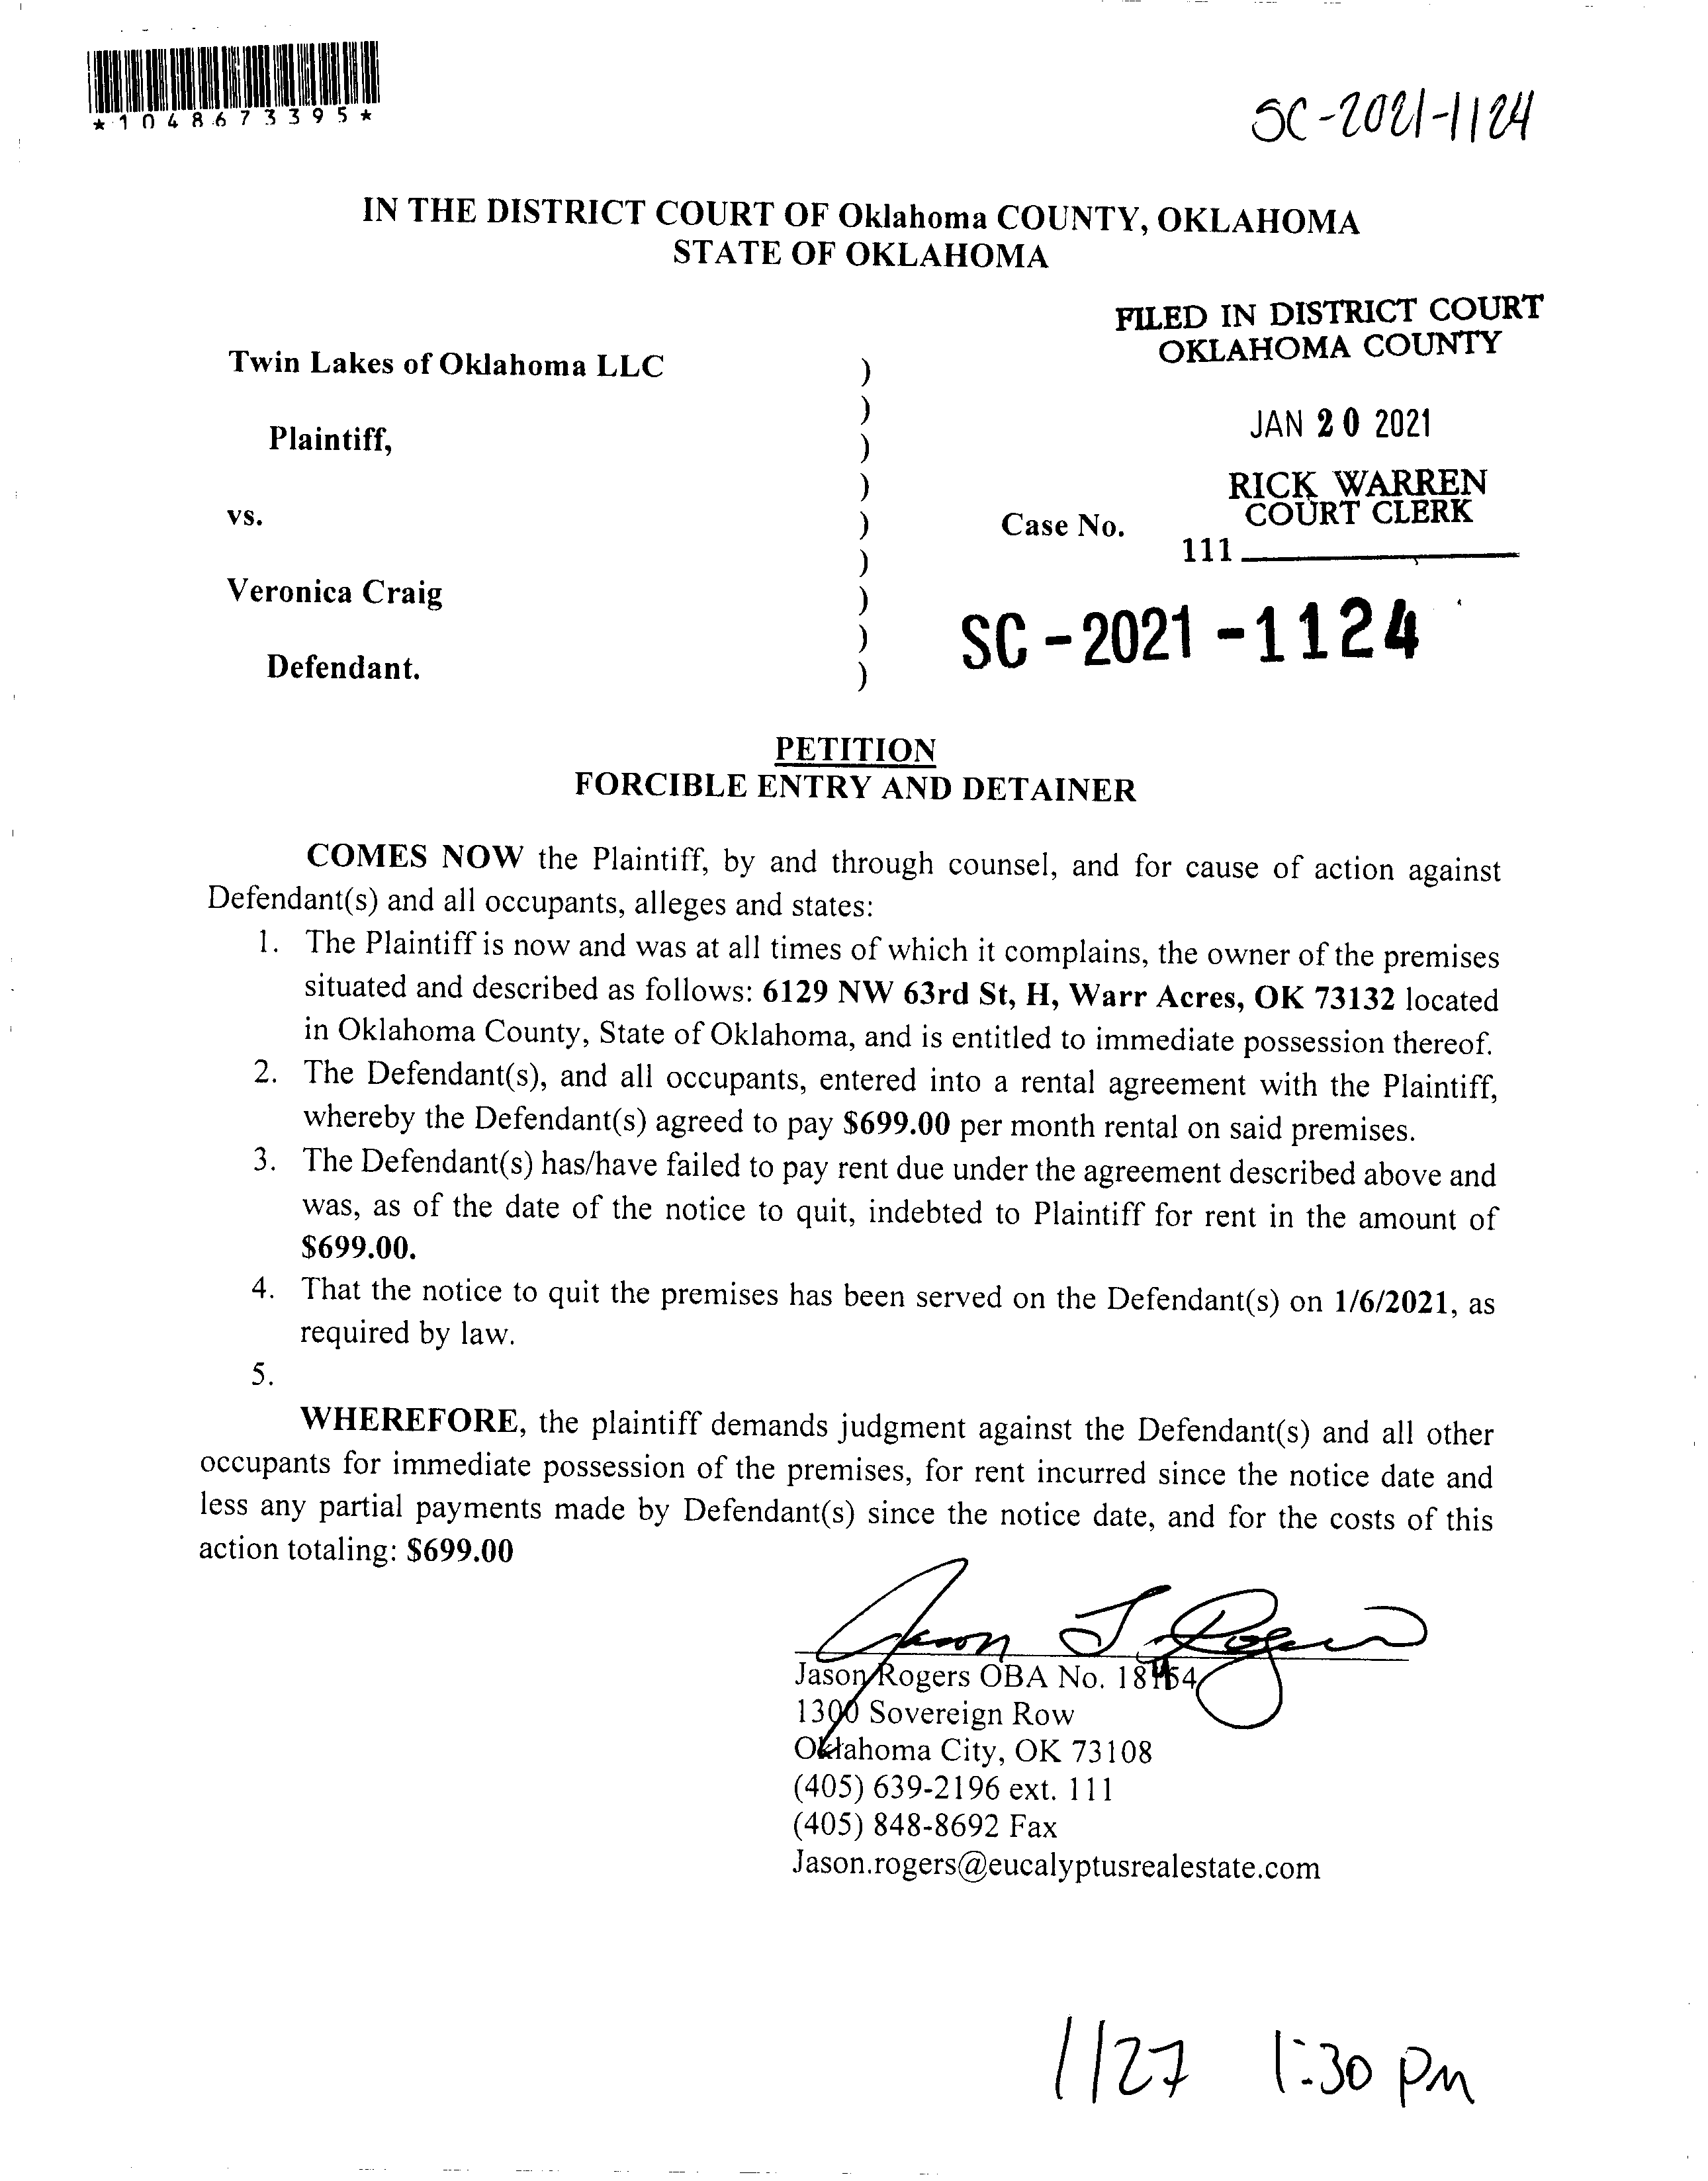 *1048673395*
SC-2021-1124
IN THE DISTRICT COURT OF Oklahoma COUNTY, OKLAHOMA
STATE OF OKLAHOMA
FILED IN DISTRICT COURT
OKLAHOMA COUNTY
Twin Lakes of Oklahoma LLC )
)
JAN 20 2021
Plaintiff, )
)
RICK WARREN
COURT CLERK
vs. ) Case No.
111
)
Veronica Craig )
SC-2021-1124
)
Defendant. )
PETITION
FORCIBLE ENTRY AND DETAINER
COMES NOW the Plaintiff, by and through counsel, and for cause of action against
Defendant(s) and all occupants, alleges and states:
1. The Plaintiff is now and was at all times of which it complains, the owner of the premises
situated and described as follows: 6129 NW 63rd St, H, Warr Acres, OK 73132 located
in Oklahoma County, State of Oklahoma, and is entitled to immediate possession thereof.
2. The Defendant(s), and all occupants, entered into a rental agreement with the Plaintiff,
whereby the Defendant(s) agreed to pay $699.00 per month rental on said premises.
3. The Defendant(s) has/have failed to pay rent due under the agreement described above and
was, as of the date of the notice to quit, indebted to Plaintiff for rent in the amount of
$699.00.
4. That the notice to quit the premises has been served on the Defendant(s) on 1/6/2021, as
required by law.
5.
WHEREFORE, the plaintiff demands judgment against the Defendant(s) and all other
occupants for immediate possession of the premises, for rent incurred since the notice date and
less any partial payments made by Defendant(s) since the notice date, and for the costs of this
action totaling: $699.00
Jason T. Rogers
Jason Rogers OBA No.
1300 Sovereign Row
Oklahoma City, OK 73108
(405) 639-2196 ext. 111
(405) 848-8692 Fax
Jason.rogers@eucalyptusrealestate.com
1/27 1:30 pm